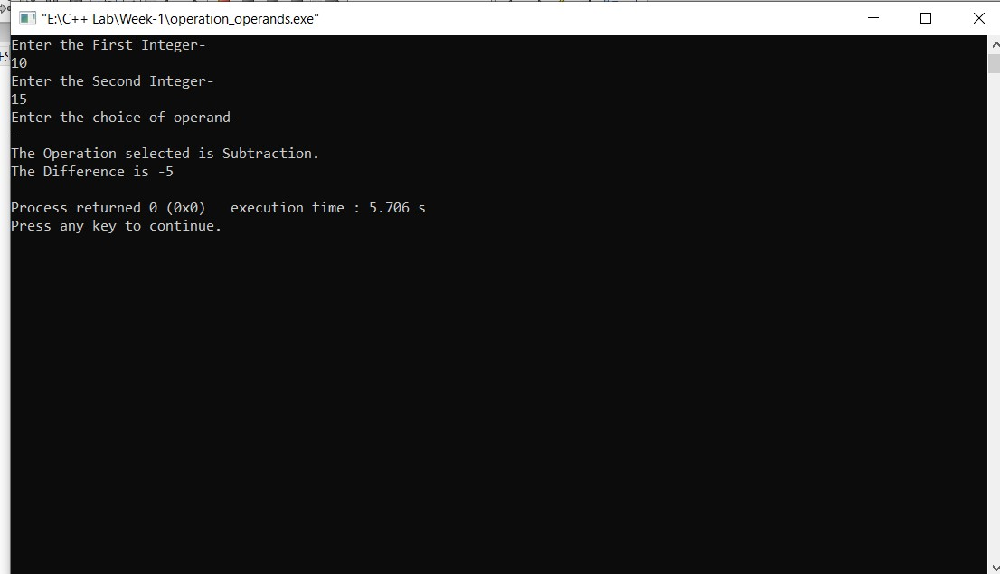 "E:\C++ Lab\Week-1\operation_operands.exe"
Enter the First Integer-
10
Enter the Second Integer-
15
Enter the choice of operand-
-
The Operation selected is Subtraction.
The Difference is -5
Process returned 0 (0x0)   execution time : 5.706 s
Press any key to continue.